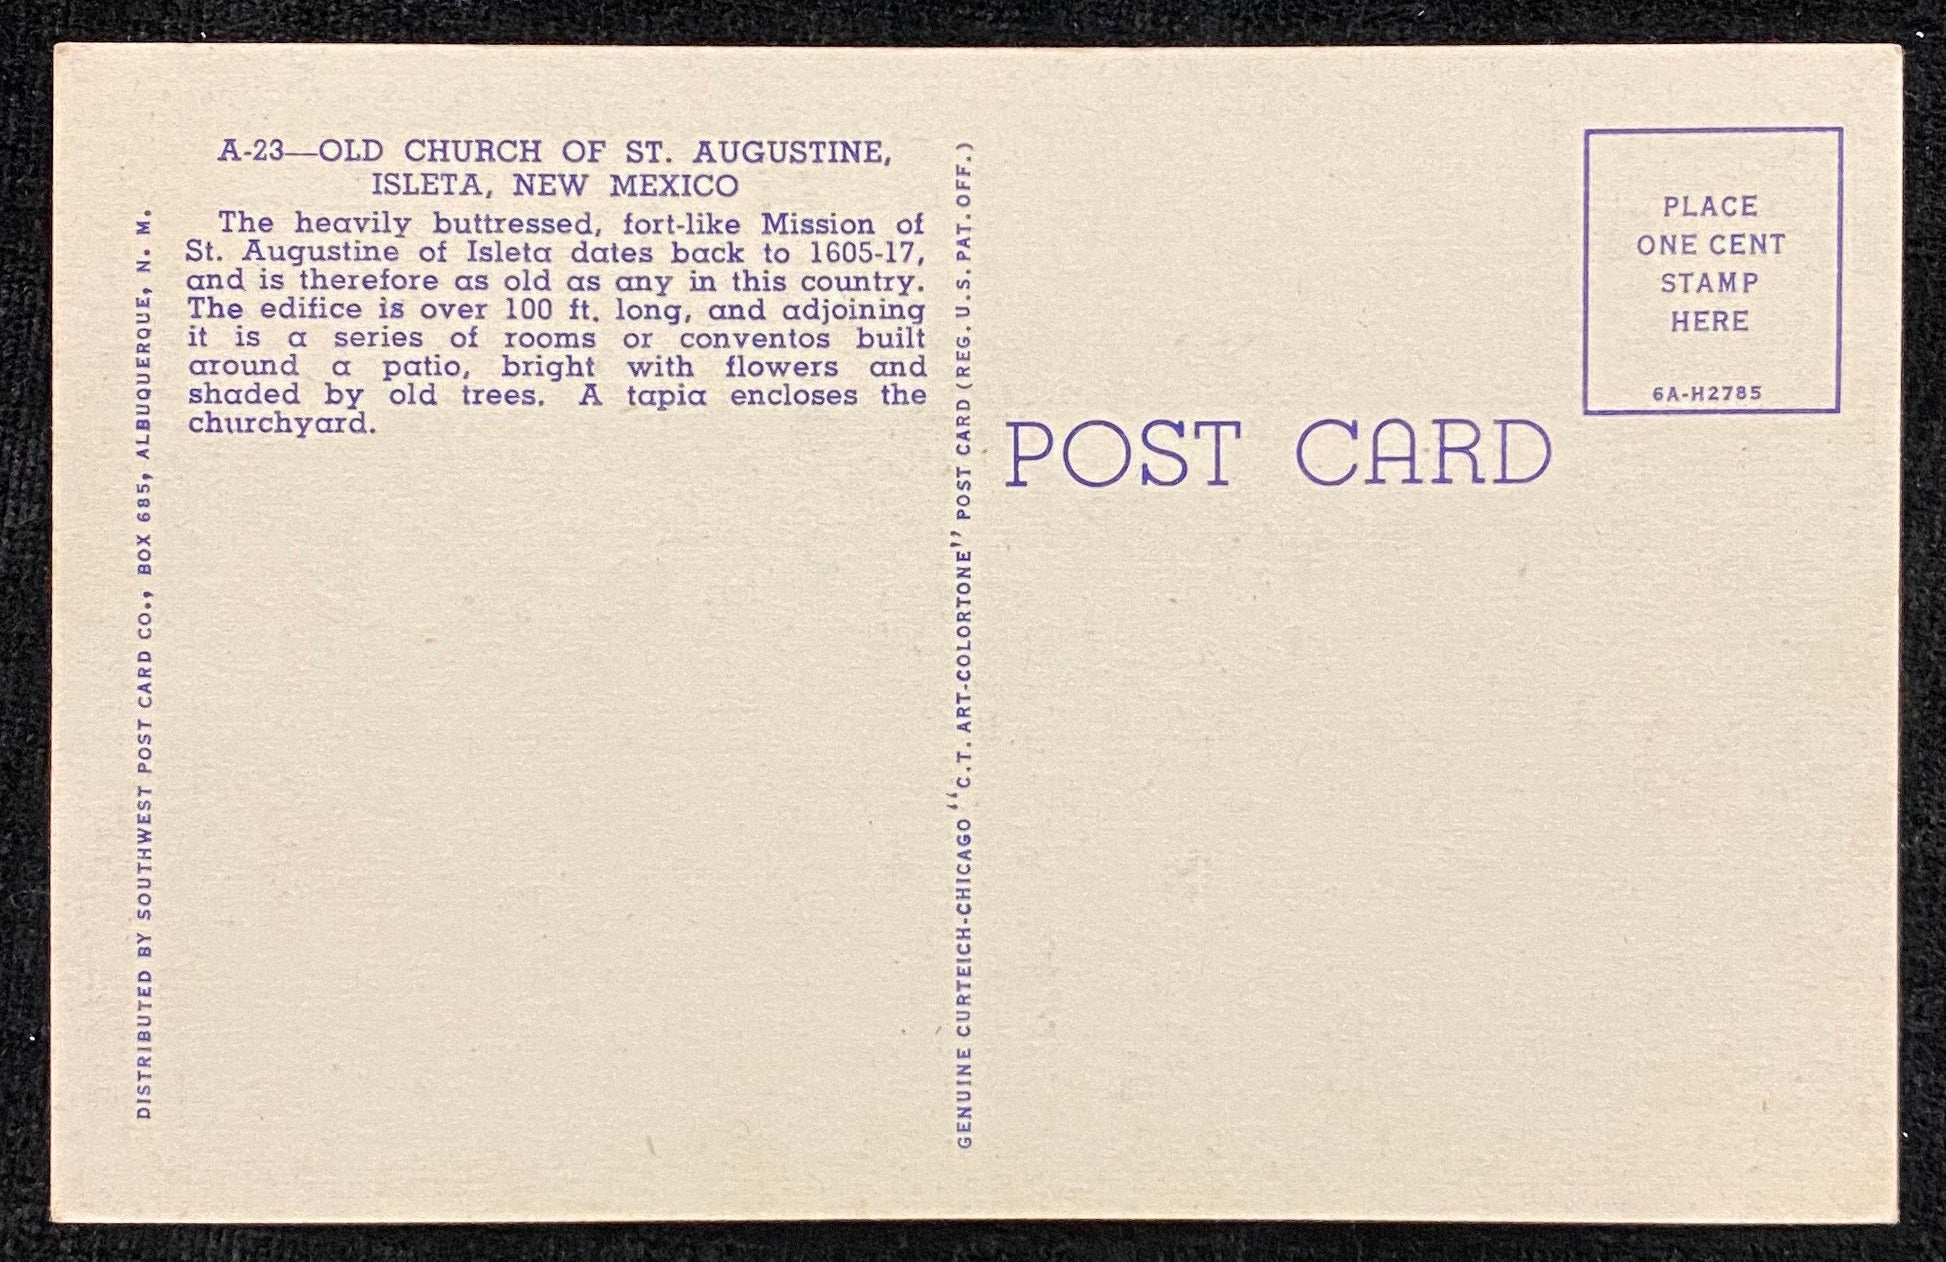 A-23—OLD CHURCH OF ST. AUGUSTINE,
ISLETA, NEW MEXICO
The heavily buttressed, fort-like Mission of
St. Augustine of Isleta dates back to 1605-17,
and is therefore as old as any in this country.
The edifice is over 100 ft. long, and adjoining
it is a series of rooms or conventos built
around a patio, bright with flowers and
shaded by old trees. A tapia encloses the
churchyard.
DISTRIBUTED BY SOUTHWEST POST CARD CO., BOX 685, ALBUQUERQUE, N. M.
GENUINE CURTEICH-CHICAGO "C.T. ART-COLORTONE" POST CARD (REG. U.S. PAT. OFF.)
POST CARD
PLACE
ONE CENT
STAMP
HERE
6A-H2785